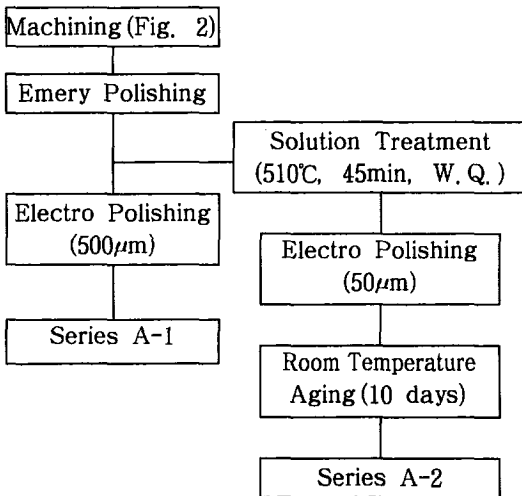 Machining(Fig. 2)
Emery Polishing
Solution Treatment
(510℃, 45min, W.Q.)
Electro Polishing
(500μm)
Electro Polishing
(50μm)
Series A-1
Room Temperature
Aging(10 days)
Series A-2